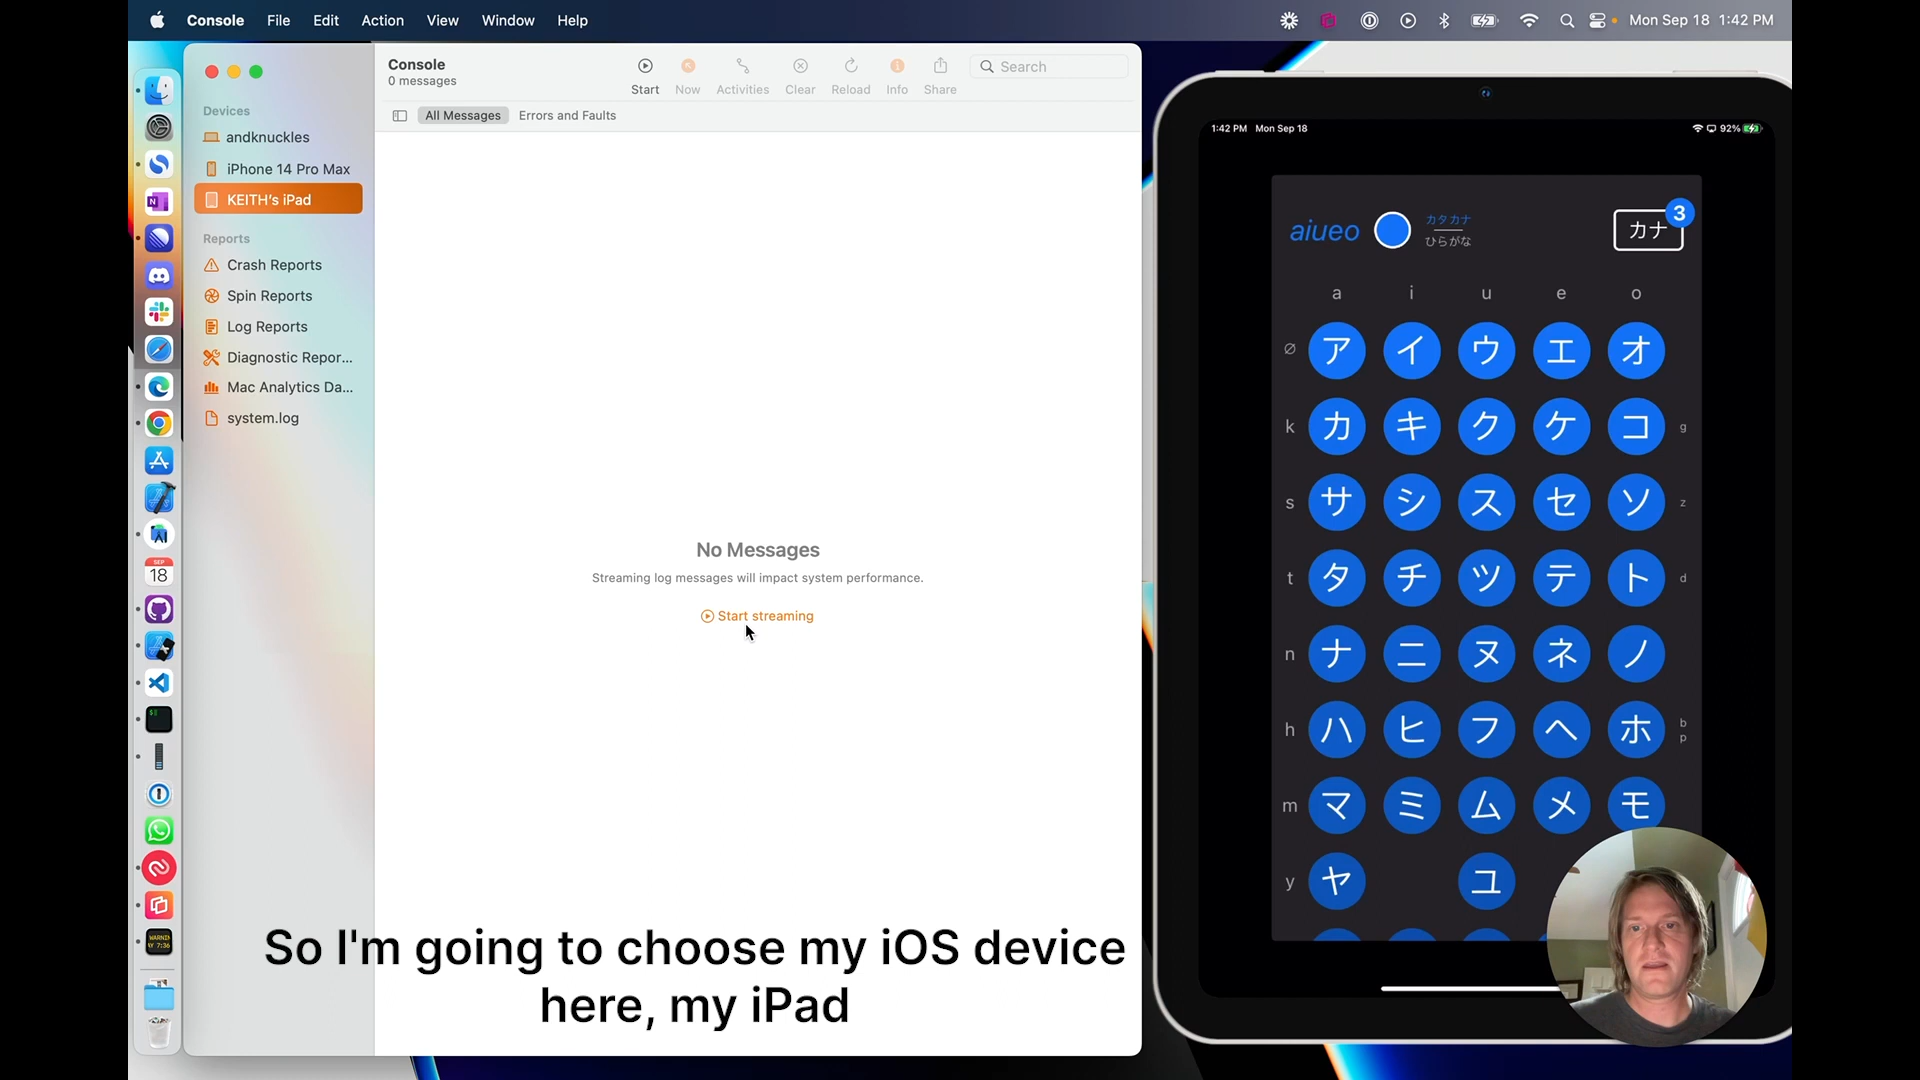 Console File Edit Action View Window Help
Mon Sep 18 1:42 PM
Console
0 messages
Start Now Activities Clear Reload Info Share
Search
All Messages Errors and Faults
Devices
andknuckles
iPhone 14 Pro Max
KEITH's iPad
Reports
Crash Reports
Spin Reports
Log Reports
Diagnostic Repor...
Mac Analytics Da...
system.log
No Messages
Streaming log messages will impact system performance.
Start streaming
SEP
18
1:42 PM Mon Sep 18
92%
aiueo
カタカナ
ひらがな
カナ
3
a i u e o
∅ ア イ ウ エ オ
k カ キ ク ケ コ g
s サ シ ス セ ソ z
t タ チ ツ テ ト d
n ナ ニ ヌ ネ ノ
h ハ ヒ フ ヘ ホ b
p
m マ ミ ム メ モ
y ヤ ユ
So I'm going to choose my iOS device
here, my iPad